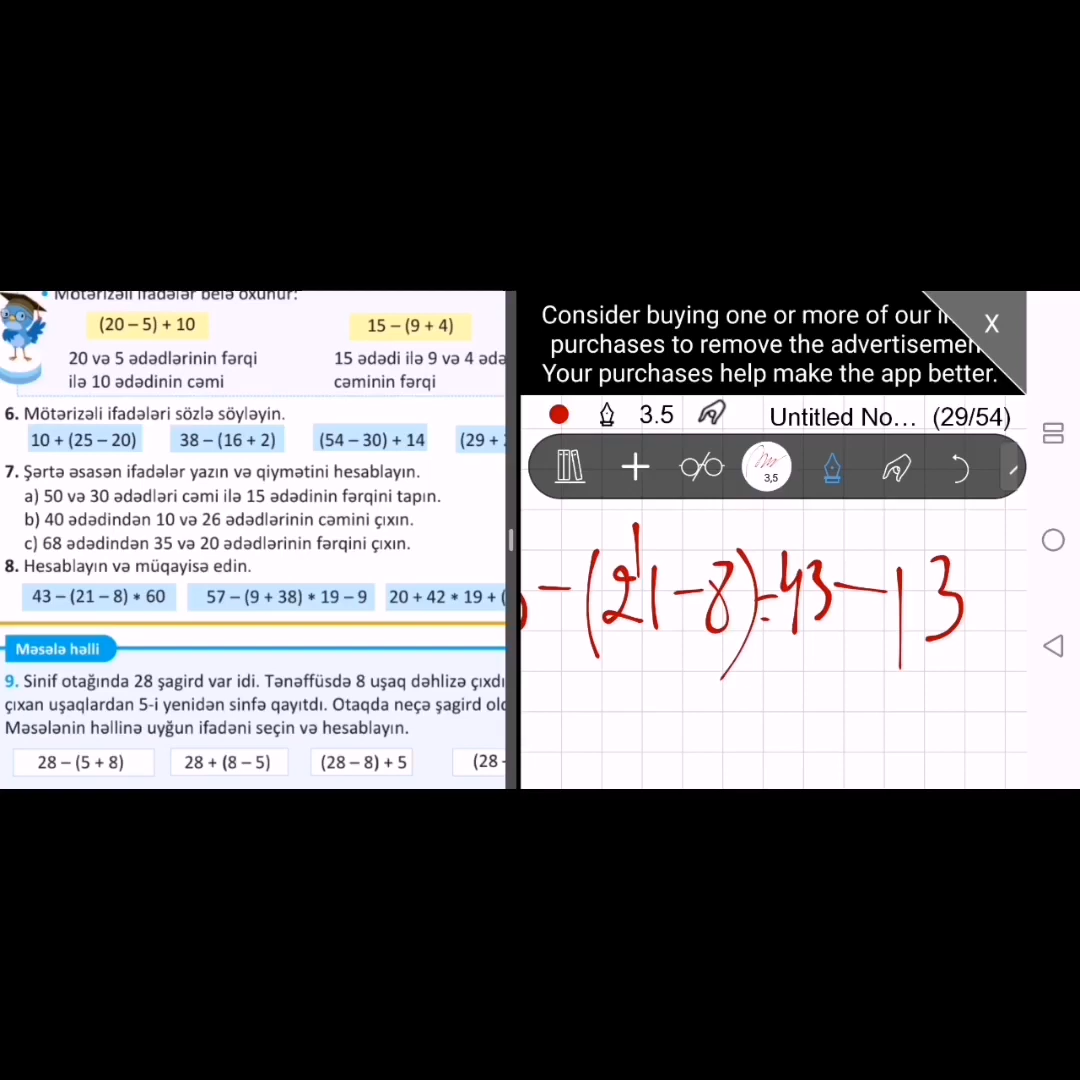 Mötərizəli ifadələr belə oxunur:
(20 – 5) + 10
15 – (9 + 4)
20 və 5 ədədlərinin fərqi
ilə 10 ədədinin cəmi
15 ədədi ilə 9 və 4 ədə
cəminin fərqi
6. Mötərizəli ifadələri sözlə söyləyin.
10 + (25 – 20) 38 – (16 + 2) (54 – 30) + 14 (29 +
7. Şərtə əsasən ifadələr yazın və qiymətini hesablayın.
a) 50 və 30 ədədləri cəmi ilə 15 ədədinin fərqini tapın.
b) 40 ədədindən 10 və 26 ədədlərinin cəmini çıxın.
c) 68 ədədindən 35 və 20 ədədlərinin fərqini çıxın.
8. Hesablayın və müqayisə edin.
43 – (21 – 8) * 60 57 – (9 + 38) * 19 – 9 20 + 42 * 19 + (
Məsələ həlli
9. Sinif otağında 28 şagird var idi. Tənəffüsdə 8 uşaq dəhlizə çıxdı
çıxan uşaqlardan 5-i yenidən sinfə qayıtdı. Otaqda neçə şagird olo
Məsələnin həllinə uyğun ifadəni seçin və hesablayın.
28 – (5 + 8) 28 + (8 – 5) (28 – 8) + 5 (28
Consider buying one or more of our in
purchases to remove the advertisemen
Your purchases help make the app better.
X
3.5 Untitled No... (29/54)
3,5
– (21 – 8) = 43 – 13